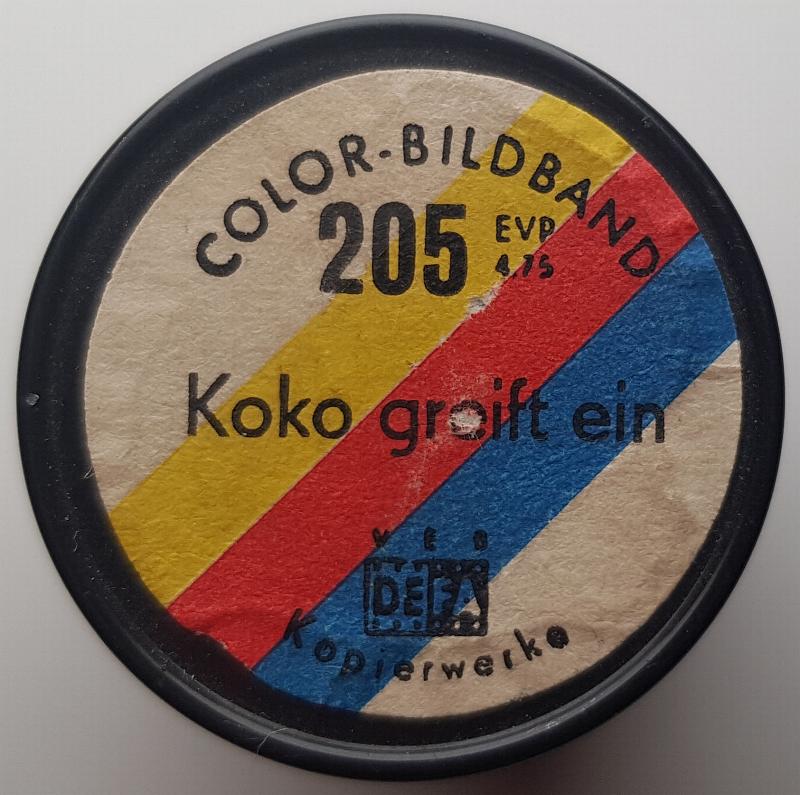 COLOR-BILDBAND
205
EVP
4,75
Koko greift ein
VEB
DEFA
Kopierwerke